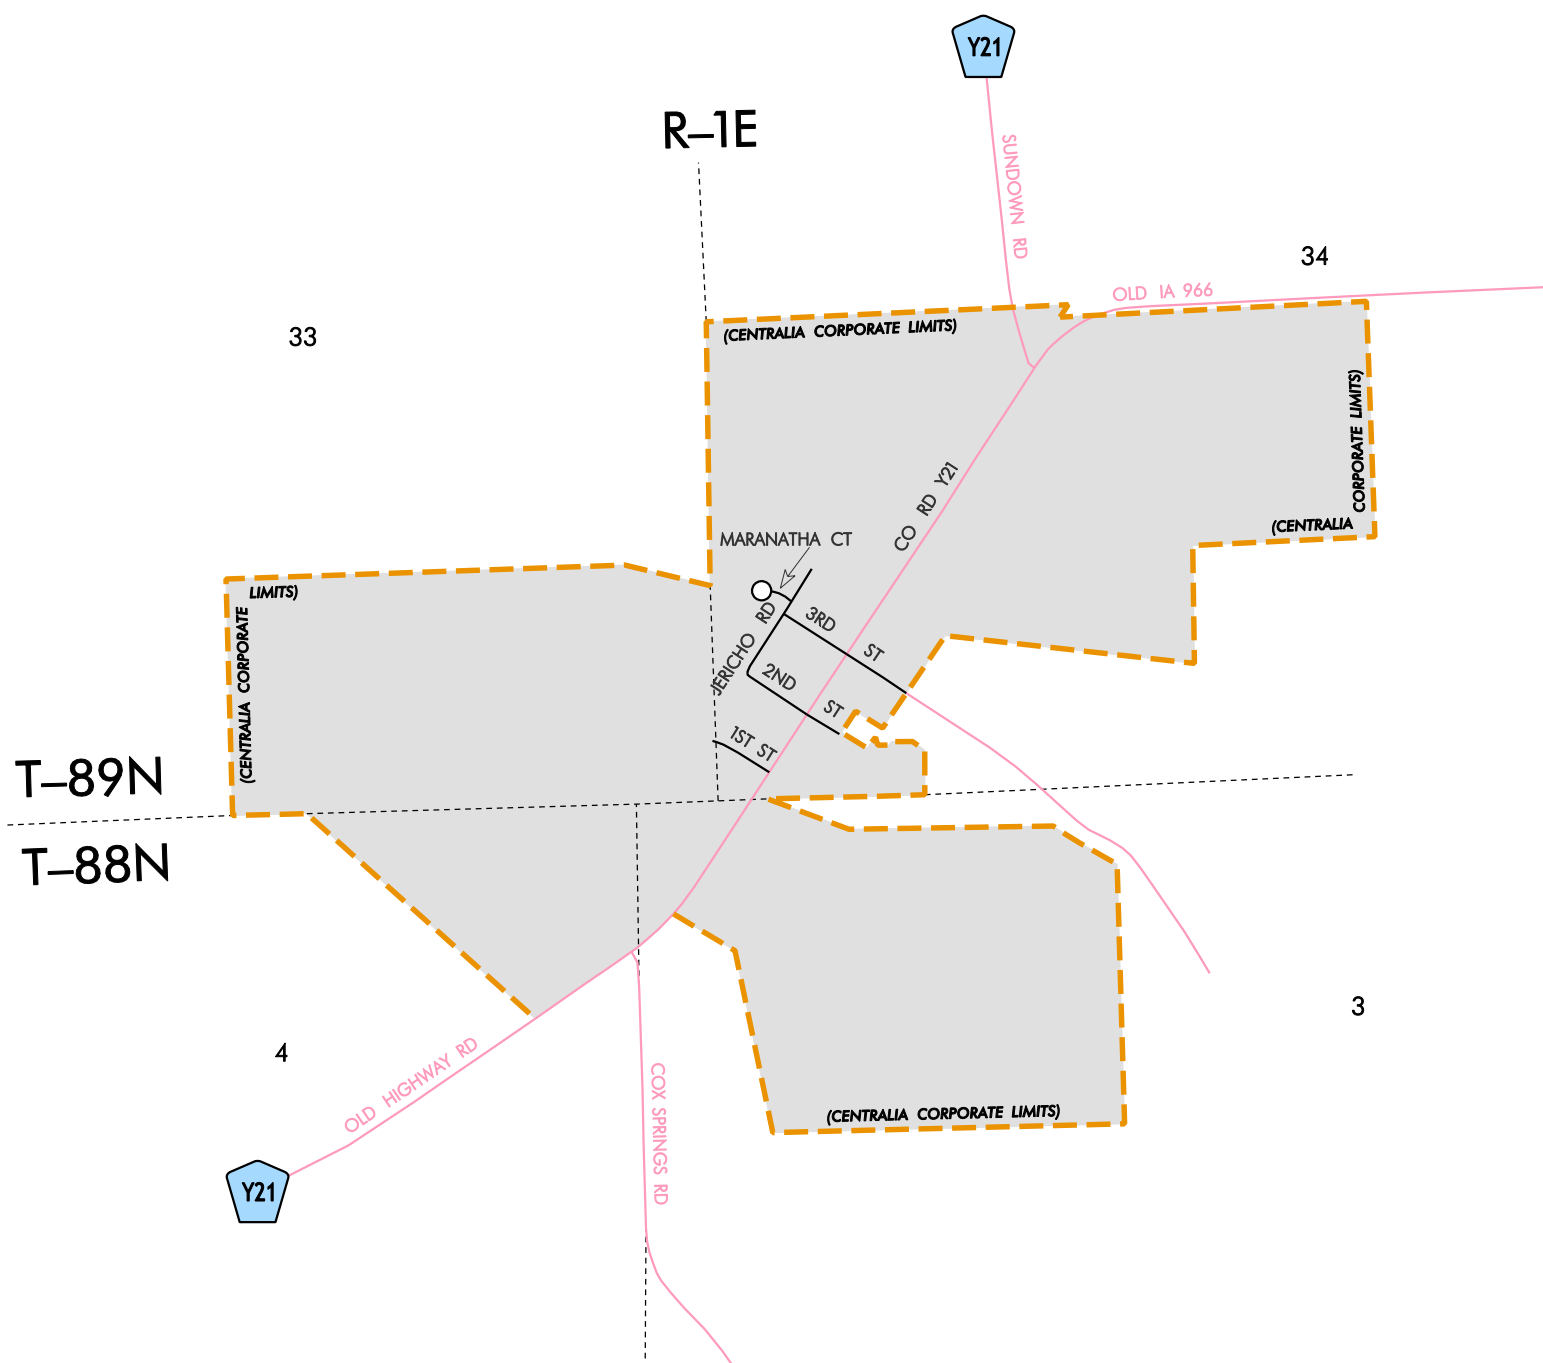 Y21
R–1E
SUNDOWN RD
34
OLD IA 966
33
(CENTRALIA CORPORATE LIMITS)
(CENTRALIA CORPORATE LIMITS)
CO RD Y21
MARANATHA CT
JERICHO RD
3RD ST
2ND ST
1ST ST
(CENTRALIA CORPORATE LIMITS)
T–89N
T–88N
4
3
OLD HIGHWAY RD
COX SPRINGS RD
(CENTRALIA CORPORATE LIMITS)
Y21